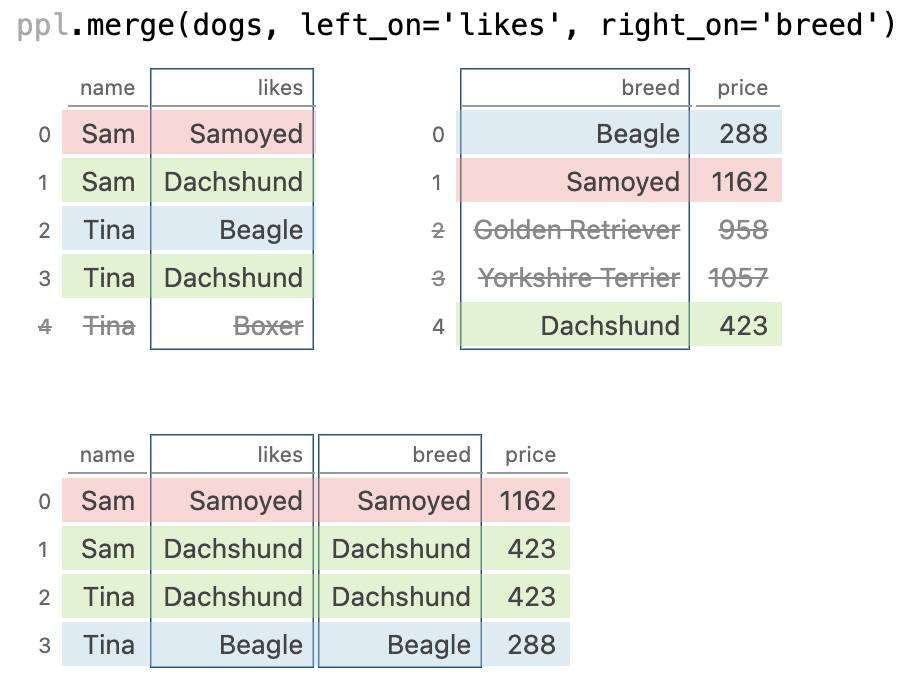 ppl.merge(dogs, left_on='likes', right_on='breed')
name likes
0 Sam Samoyed
1 Sam Dachshund
2 Tina Beagle
3 Tina Dachshund
4 Tina Boxer
breed price
0 Beagle 288
1 Samoyed 1162
2 Golden Retriever 958
3 Yorkshire Terrier 1057
4 Dachshund 423
name likes breed price
0 Sam Samoyed Samoyed 1162
1 Sam Dachshund Dachshund 423
2 Tina Dachshund Dachshund 423
3 Tina Beagle Beagle 288